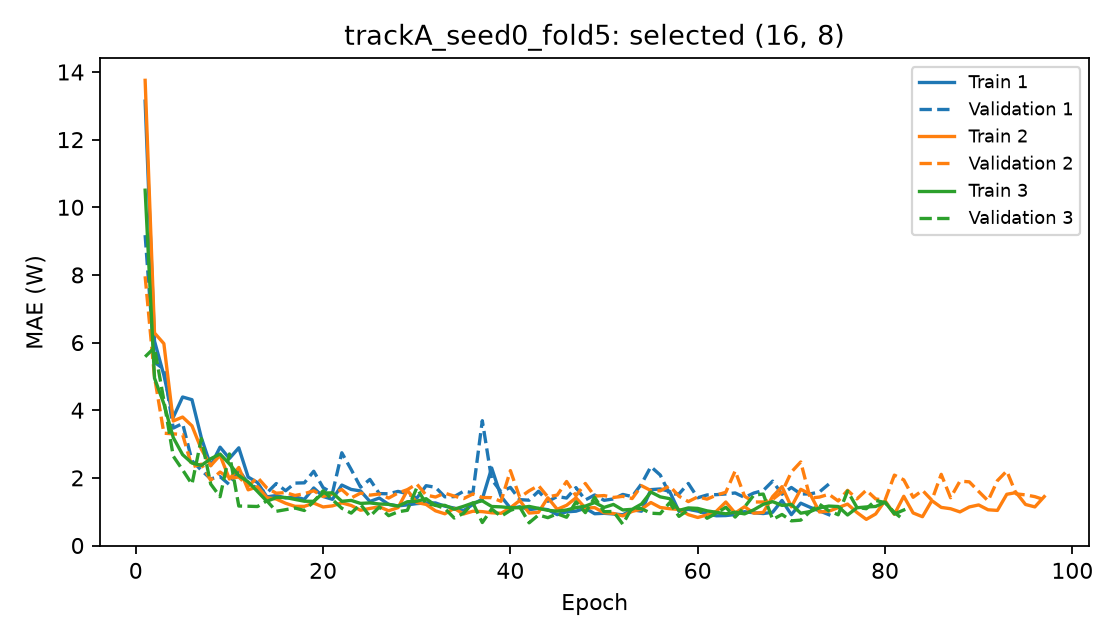 trackA_seed0_fold5: selected (16, 8)
14
12
10
8
6
4
2
0
MAE (W)
0 20 40 60 80 100
Epoch
Train 1
Validation 1
Train 2
Validation 2
Train 3
Validation 3